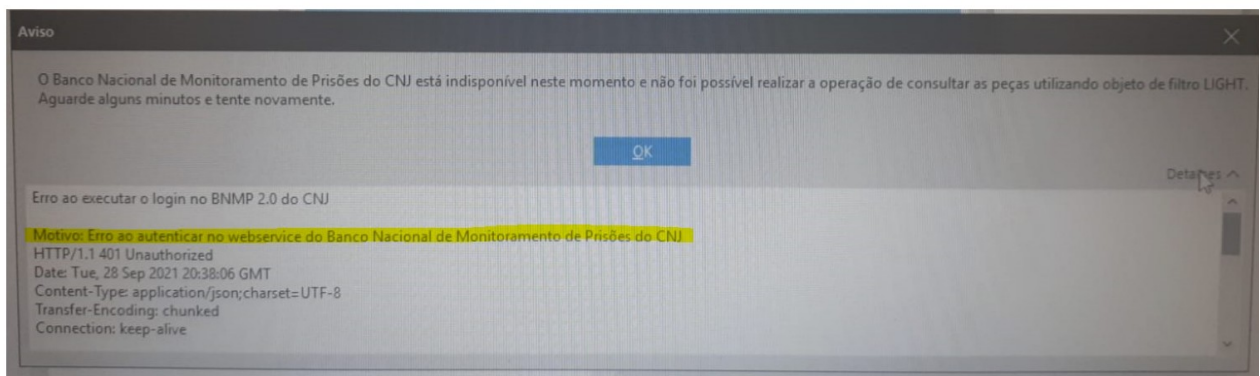 Aviso
O Banco Nacional de Monitoramento de Prisões do CNJ está indisponível neste momento e não foi possível realizar a operação de consultar as peças utilizando objeto de filtro LIGHT.
Aguarde alguns minutos e tente novamente.
OK
Detalhes
Erro ao executar o login no BNMP 2.0 do CNJ
Motivo: Erro ao autenticar no webservice do Banco Nacional de Monitoramento de Prisões do CNJ
HTTP/1.1 401 Unauthorized
Date: Tue, 28 Sep 2021 20:38:06 GMT
Content-Type: application/json;charset=UTF-8
Transfer-Encoding: chunked
Connection: keep-alive